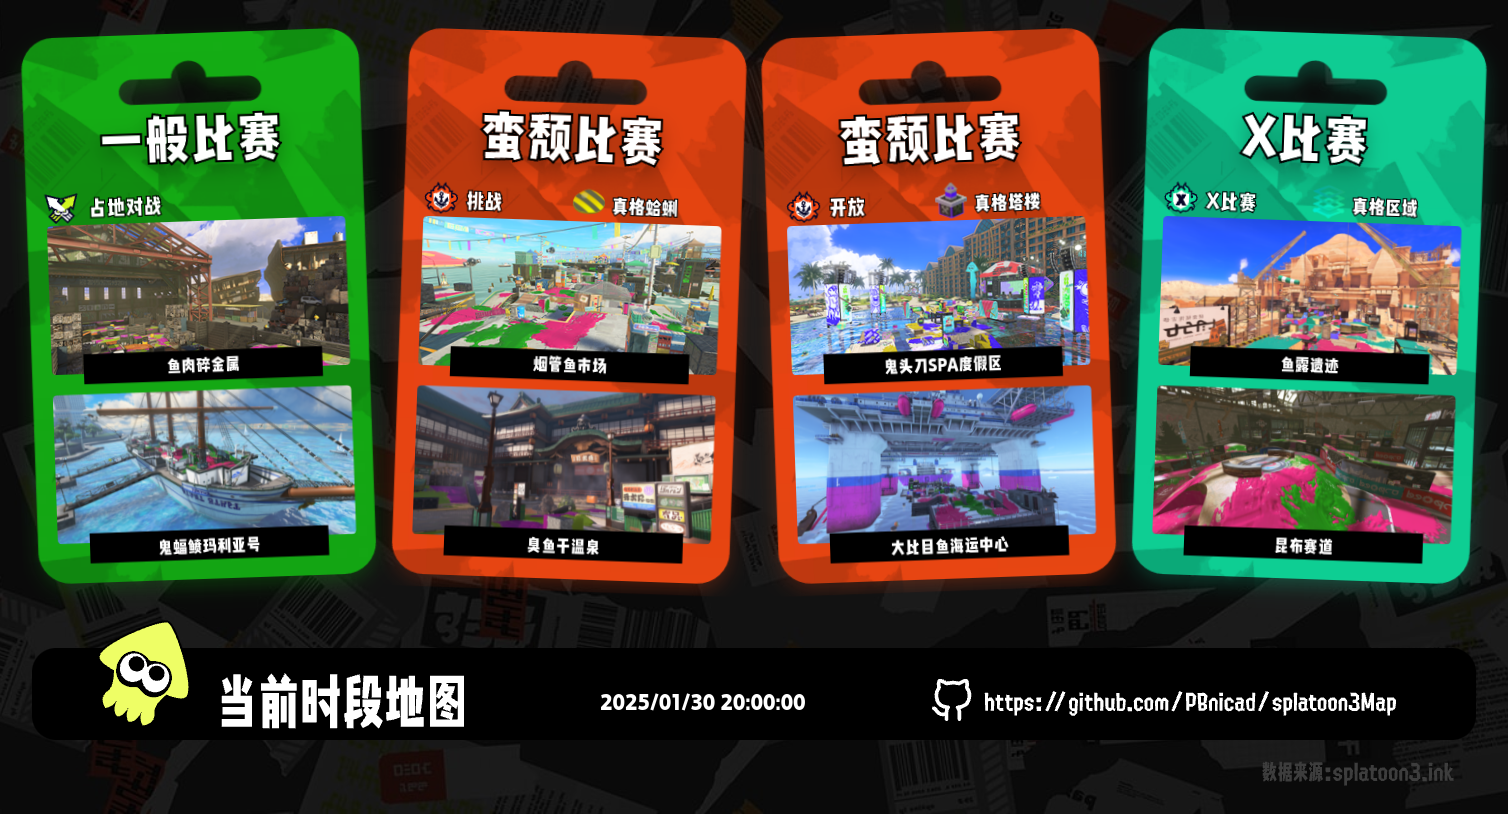 一般比赛
占地对战
鱼肉碎金属
鬼蝠鲼玛利亚号
蛮颓比赛
挑战
真格蛤蜊
烟管鱼市场
臭鱼干温泉
蛮颓比赛
开放
真格塔楼
鬼头刀SPA度假区
大比目鱼海运中心
X比赛
X比赛
真格区域
鱼露遗迹
昆布赛道
当前时段地图
2025/01/30 20:00:00
https://github.com/PBnicad/splatoon3Map
数据来源:splatoon3.ink